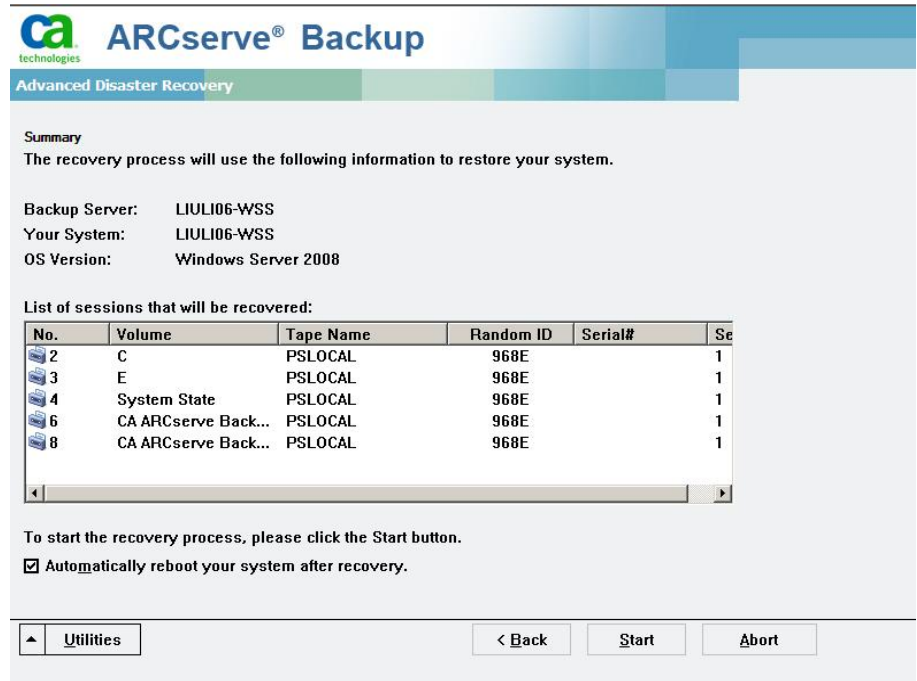 ca technologies
ARCserve® Backup
Advanced Disaster Recovery
Summary
The recovery process will use the following information to restore your system.
Backup Server: LIULI06-WSS
Your System: LIULI06-WSS
OS Version: Windows Server 2008
List of sessions that will be recovered:
No. Volume Tape Name Random ID Serial# Se
2 C PSLOCAL 968E 1
3 E PSLOCAL 968E 1
4 System State PSLOCAL 968E 1
6 CA ARCserve Back... PSLOCAL 968E 1
8 CA ARCserve Back... PSLOCAL 968E 1
To start the recovery process, please click the Start button.
Automatically reboot your system after recovery.
Utilities < Back Start Abort